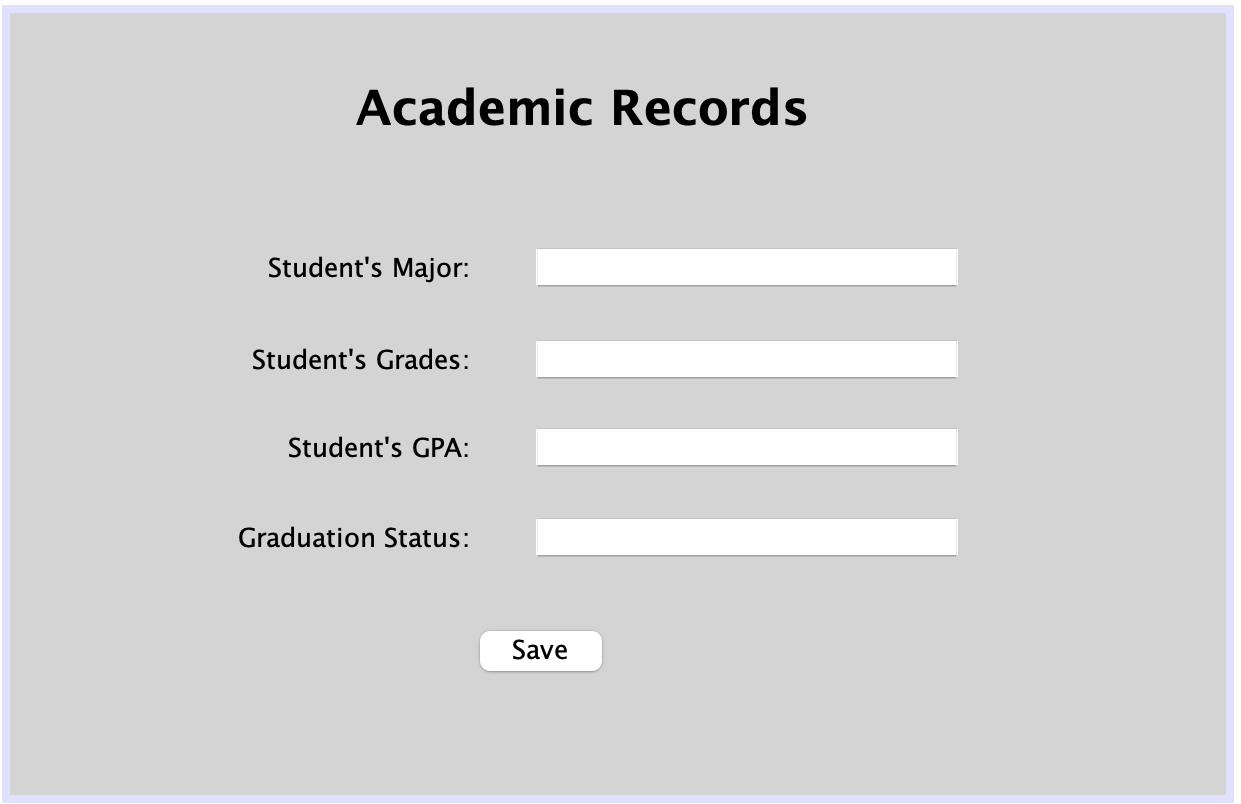 Academic Records
Student's Major:
Student's Grades:
Student's GPA:
Graduation Status:
Save